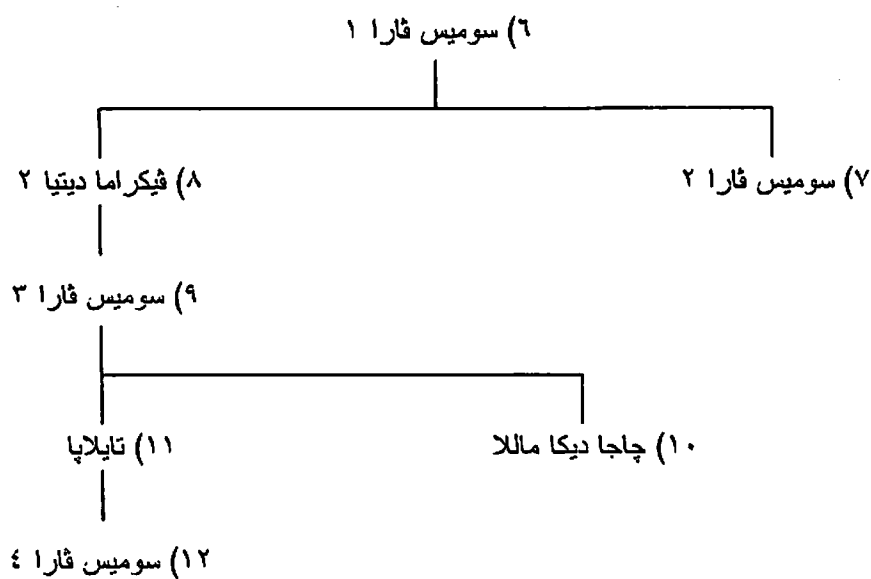 ٦) سوميس ڤارا ١
٧) سوميس ڤارا ٢
٨) ڤيكراما ديتيا ٢
٩) سوميس ڤارا ٣
١٠) چاجا ديكا ماللا
١١) تايلاپا
١٢) سوميس ڤارا ٤